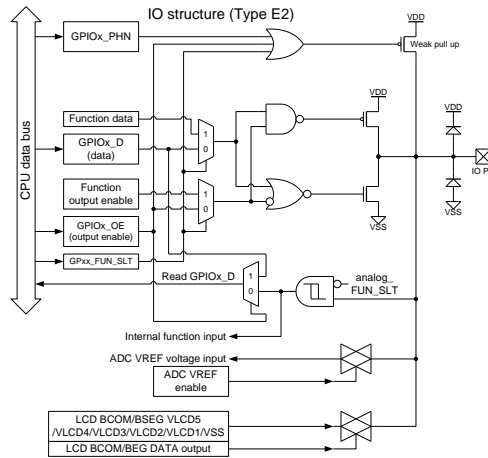 IO structure (Type E2)
VDD
GPIOx_PHN
Weak pull up
Function data
VDD
VDD
GPIOx_D
(data)
1
0
CPU data bus
IO P
Function
output enable
1
0
GPIOx_OE
(output enable)
VSS
VSS
GPxx_FUN_SLT
Read GPIOx_D
1
0
analog_
FUN_SLT
Internal function input
ADC VREF voltage input
ADC VREF
enable
LCD BCOM/BSEG VLCD5
/VLCD4/VLCD3/VLCD2/VLCD1/VSS
LCD BCOM/BEG DATA output